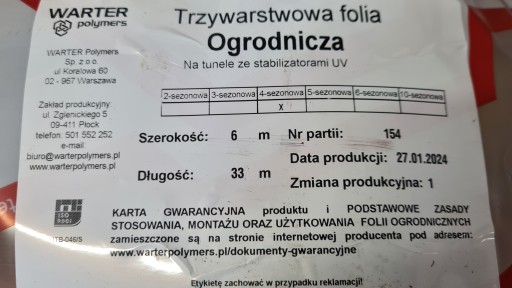 WARTER
polymers
Trzywarstwowa folia
Ogrodnicza
Na tunele ze stabilizatorami UV
WARTER Polymers
Sp. z o.o.
ul. Koralowa 60
02 - 967 Warszawa
2-sezonowa 3-sezonowa 4-sezonowa 5-sezonowa 6-sezonowa 10-sezonowa
x
Zakład produkcyjny:
ul. Zglenickiego 5
09-411 Płock
telefon: 501 552 252
e-mail:
biuro@warterpolymers.pl
www.warterpolymers.pl
Szerokość: 6 m
Nr partii: 154
Data produkcji: 27.01.2024
Długość: 33 m
Zmiana produkcyjna: 1
ISO
9001
ITB-046/S
KARTA GWARANCYJNA produktu i PODSTAWOWE ZASADY
STOSOWANIA, MONTAŻU ORAZ UŻYTKOWANIA FOLII OGRODNICZYCH
zamieszczone są na stronie internetowej producenta pod adresem:
www.warterpolymers.pl/dokumenty-gwarancyjne
Etykietę zachować w przypadku reklamacji!